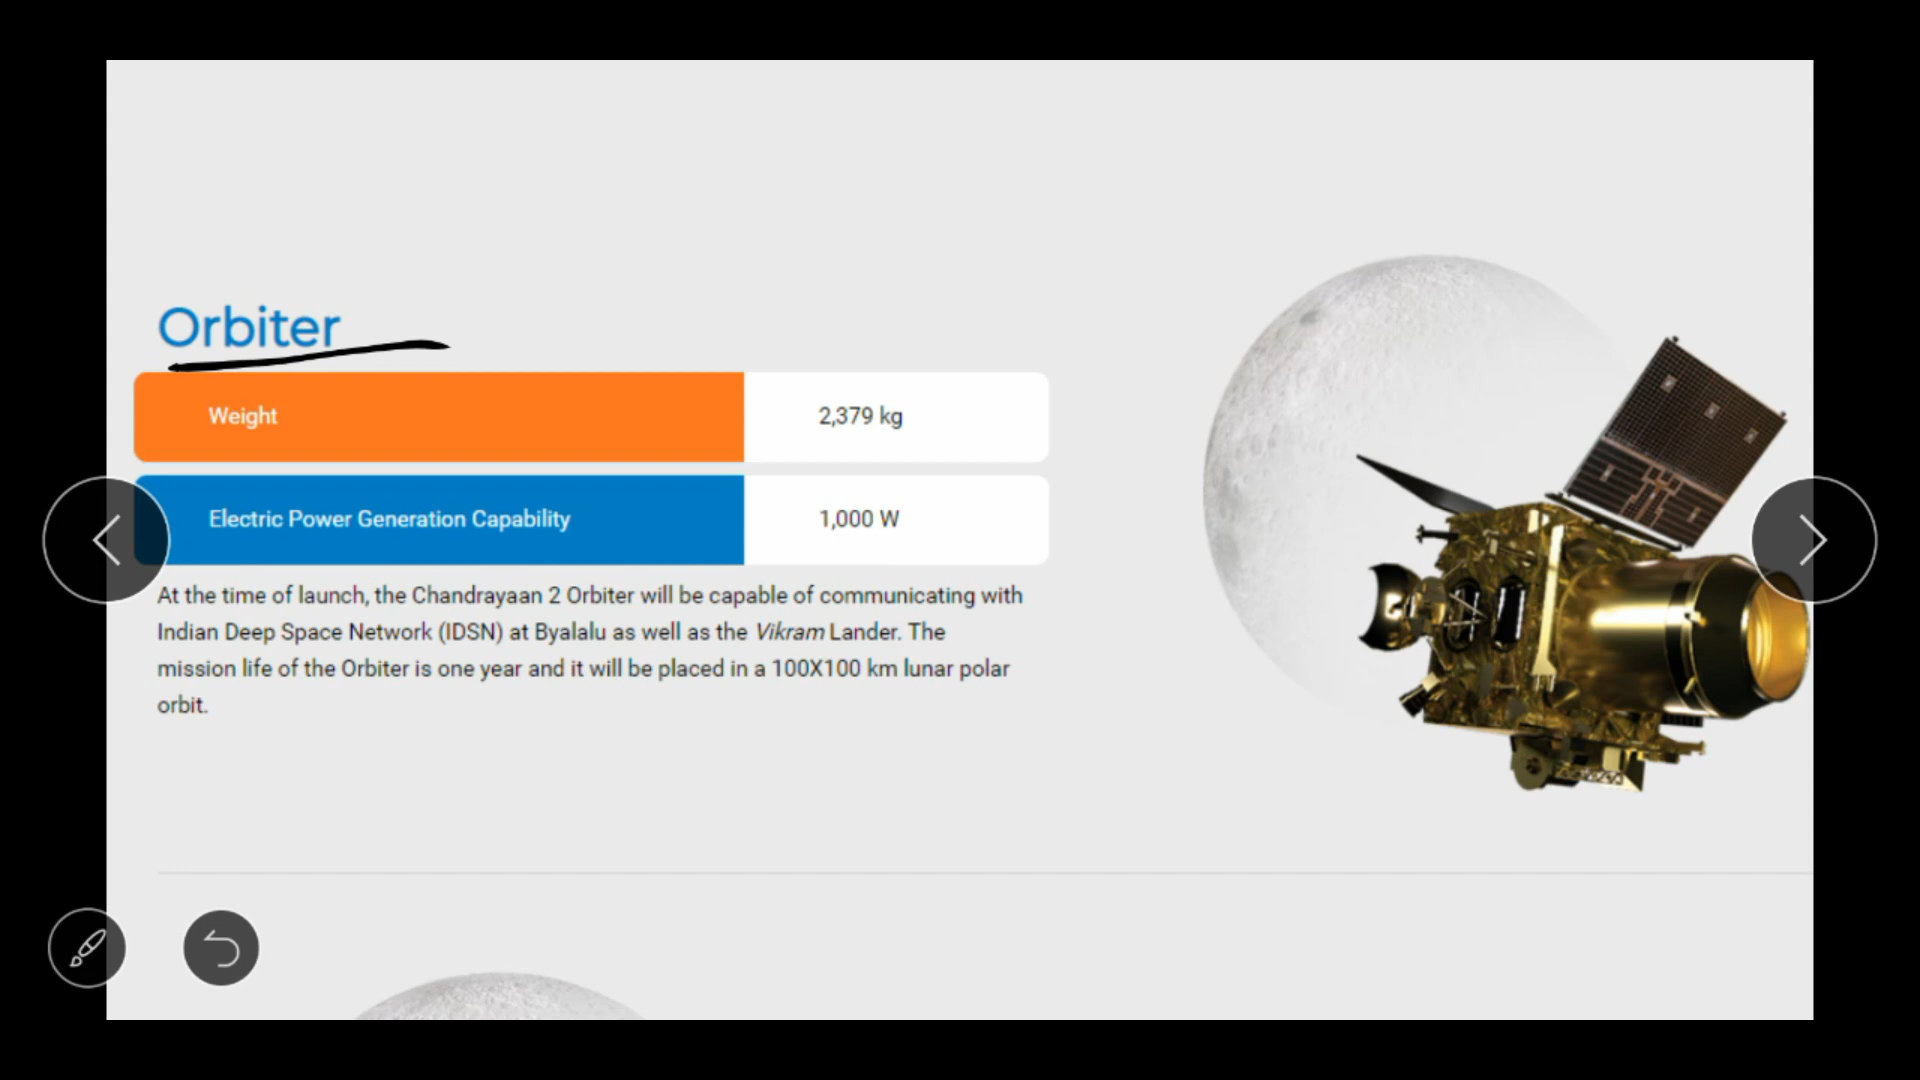 Orbiter
Weight 2,379 kg
Electric Power Generation Capability 1,000 W
At the time of launch, the Chandrayaan 2 Orbiter will be capable of communicating with
Indian Deep Space Network (IDSN) at Byalalu as well as the Vikram Lander. The
mission life of the Orbiter is one year and it will be placed in a 100X100 km lunar polar
orbit.